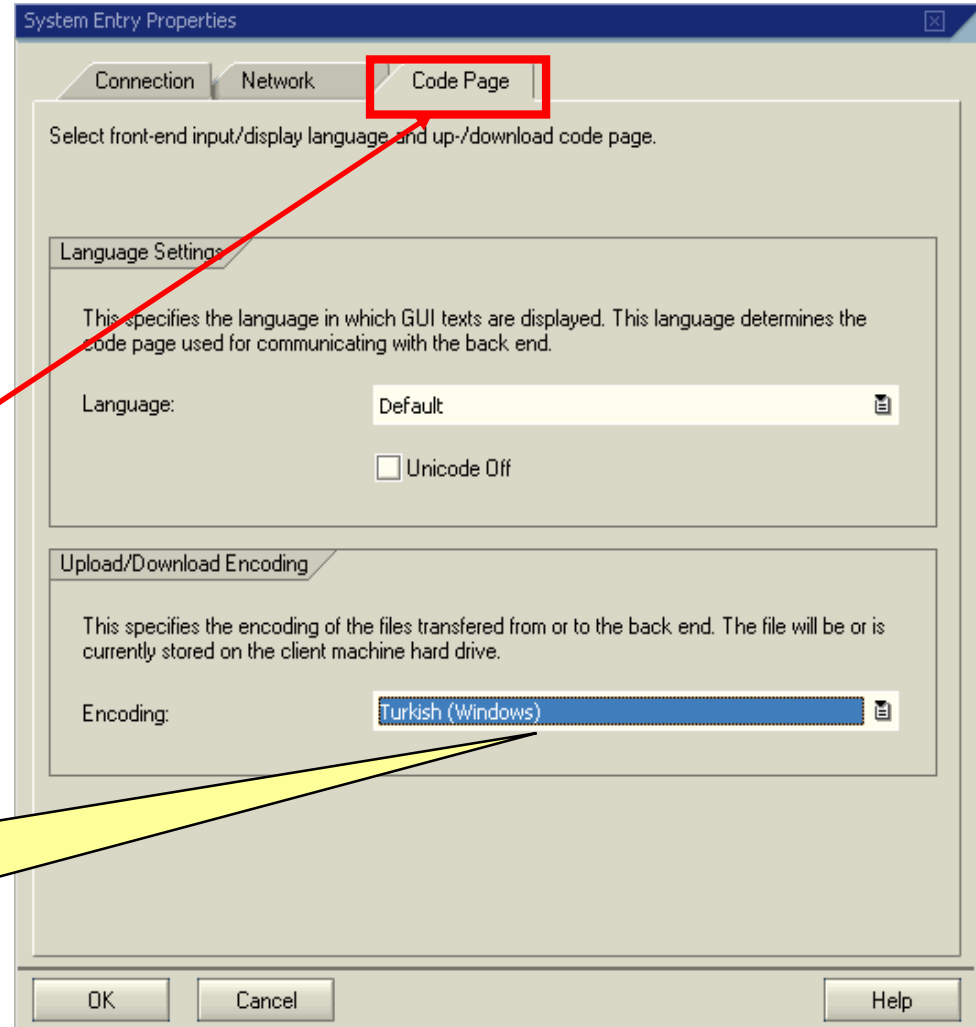 System Entry Properties
Connection Network Code Page
Select front-end input/display language and up-/download code page.
Language Settings
This specifies the language in which GUI texts are displayed. This language determines the
code page used for communicating with the back end.
Language: Default
Unicode Off
Upload/Download Encoding
This specifies the encoding of the files transfered from or to the back end. The file will be or is
currently stored on the client machine hard drive.
Encoding: Turkish (Windows)
OK Cancel Help